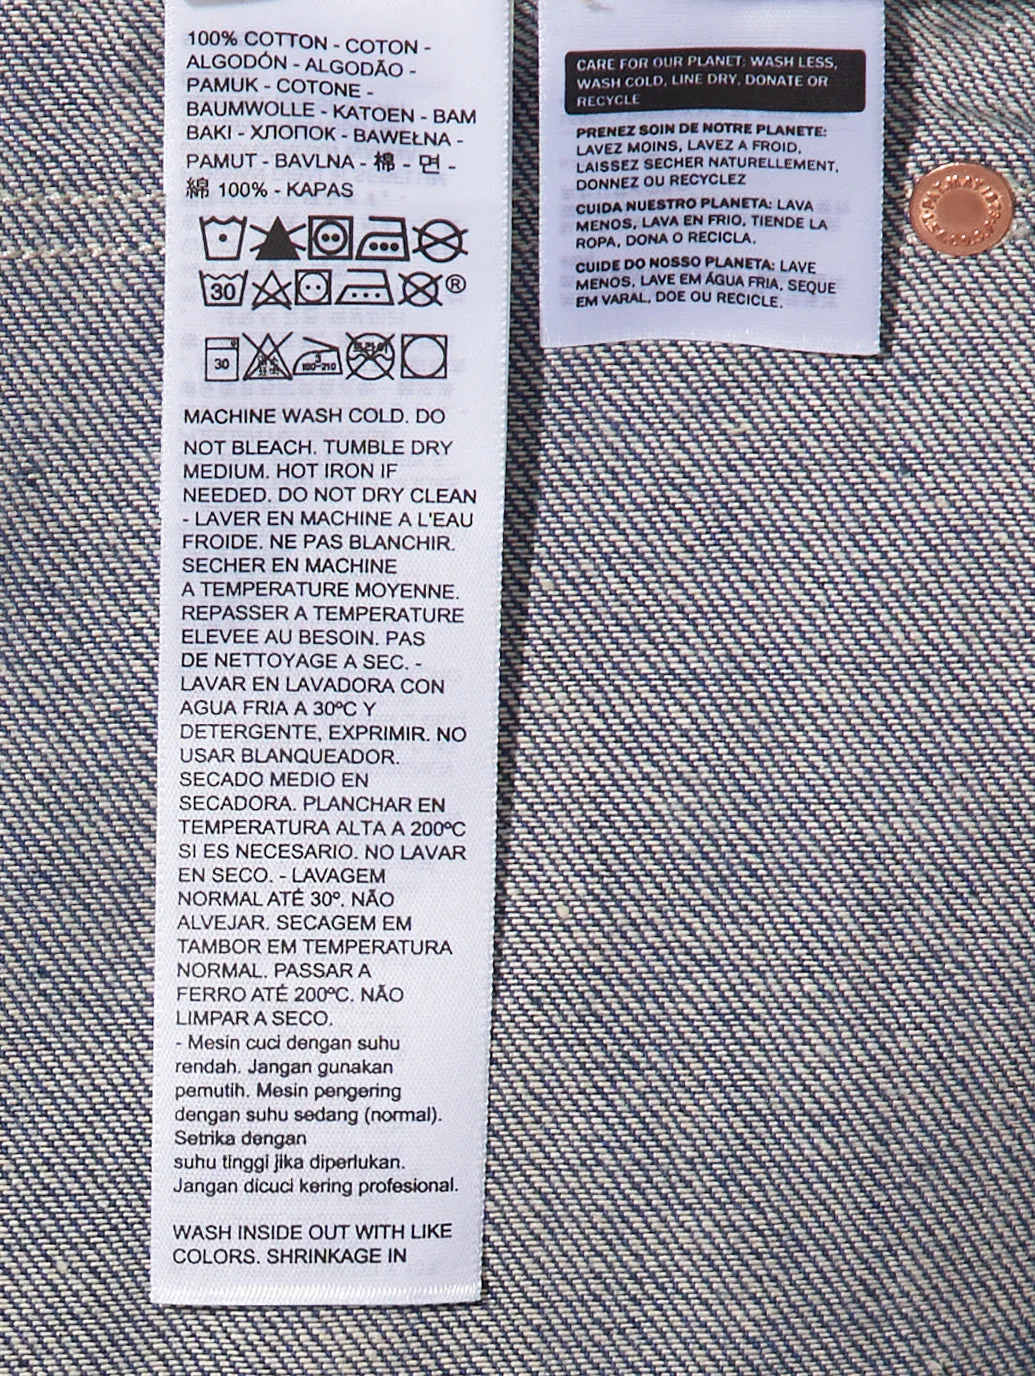 100% COTTON - COTON -
ALGODÓN - ALGODÃO -
PAMUK - COTONE -
BAUMWOLLE - KATOEN - BAM
BAKI - ХЛОПОК - BAWEŁNA -
PAMUT - BAVLNA - 棉 - 면 -
綿 100% - KAPAS
30 ®
30 3 180-210
MACHINE WASH COLD. DO
NOT BLEACH. TUMBLE DRY
MEDIUM. HOT IRON IF
NEEDED. DO NOT DRY CLEAN
- LAVER EN MACHINE A L'EAU
FROIDE. NE PAS BLANCHIR.
SECHER EN MACHINE
A TEMPERATURE MOYENNE.
REPASSER A TEMPERATURE
ELEVEE AU BESOIN. PAS
DE NETTOYAGE A SEC. -
LAVAR EN LAVADORA CON
AGUA FRIA A 30ºC Y
DETERGENTE, EXPRIMIR. NO
USAR BLANQUEADOR.
SECADO MEDIO EN
SECADORA. PLANCHAR EN
TEMPERATURA ALTA A 200ºC
SI ES NECESARIO. NO LAVAR
EN SECO. - LAVAGEM
NORMAL ATÉ 30º. NÃO
ALVEJAR. SECAGEM EM
TAMBOR EM TEMPERATURA
NORMAL. PASSAR A
FERRO ATÉ 200ºC. NÃO
LIMPAR A SECO.
- Mesin cuci dengan suhu
rendah. Jangan gunakan
pemutih. Mesin pengering
dengan suhu sedang (normal).
Setrika dengan
suhu tinggi jika diperlukan.
Jangan dicuci kering profesional.
WASH INSIDE OUT WITH LIKE
COLORS. SHRINKAGE IN
CARE FOR OUR PLANET: WASH LESS,
WASH COLD, LINE DRY, DONATE OR
RECYCLE
PRENEZ SOIN DE NOTRE PLANETE:
LAVEZ MOINS, LAVEZ A FROID,
LAISSEZ SECHER NATURELLEMENT,
DONNEZ OU RECYCLEZ
CUIDA NUESTRO PLANETA: LAVA
MENOS, LAVA EN FRIO, TIENDE LA
ROPA, DONA O RECICLA.
CUIDE DO NOSSO PLANETA: LAVE
MENOS, LAVE EM ÁGUA FRIA, SEQUE
EM VARAL, DOE OU RECICLE.